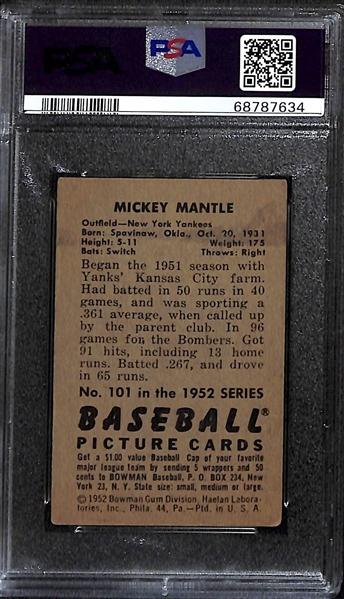 PSA
PSA
68787634
MICKEY MANTLE
Outfield—New York Yankees
Born: Spavinaw, Okla., Oct. 20, 1931
Height: 5-11 Weight: 175
Bats: Switch Throws: Right
Began the 1951 season with
Yanks' Kansas City farm.
Had batted in 50 runs in 40
games, and was sporting a
.361 average, when called up
by the parent club. In 96
games fon the Bombers. Got
91 hits, including 13 home
runs. Batted .267, and drove
in 65 runs.
No. 101 in the 1952 SERIES
BASEBALL®
PICTURE CARDS
Get a $1.00 value Baseball Cap of your favorite
major league team by sending 5 wrappers and 50
cents to BOWMAN Baseball, P. O. BOX 234, New
York 23, N. Y. State size: small, medium or large.
©1952 Bowman Gum Division, Haelan Labora-
tories, Inc., Phila. 44, Pa.—Ptd. in U. S. A.